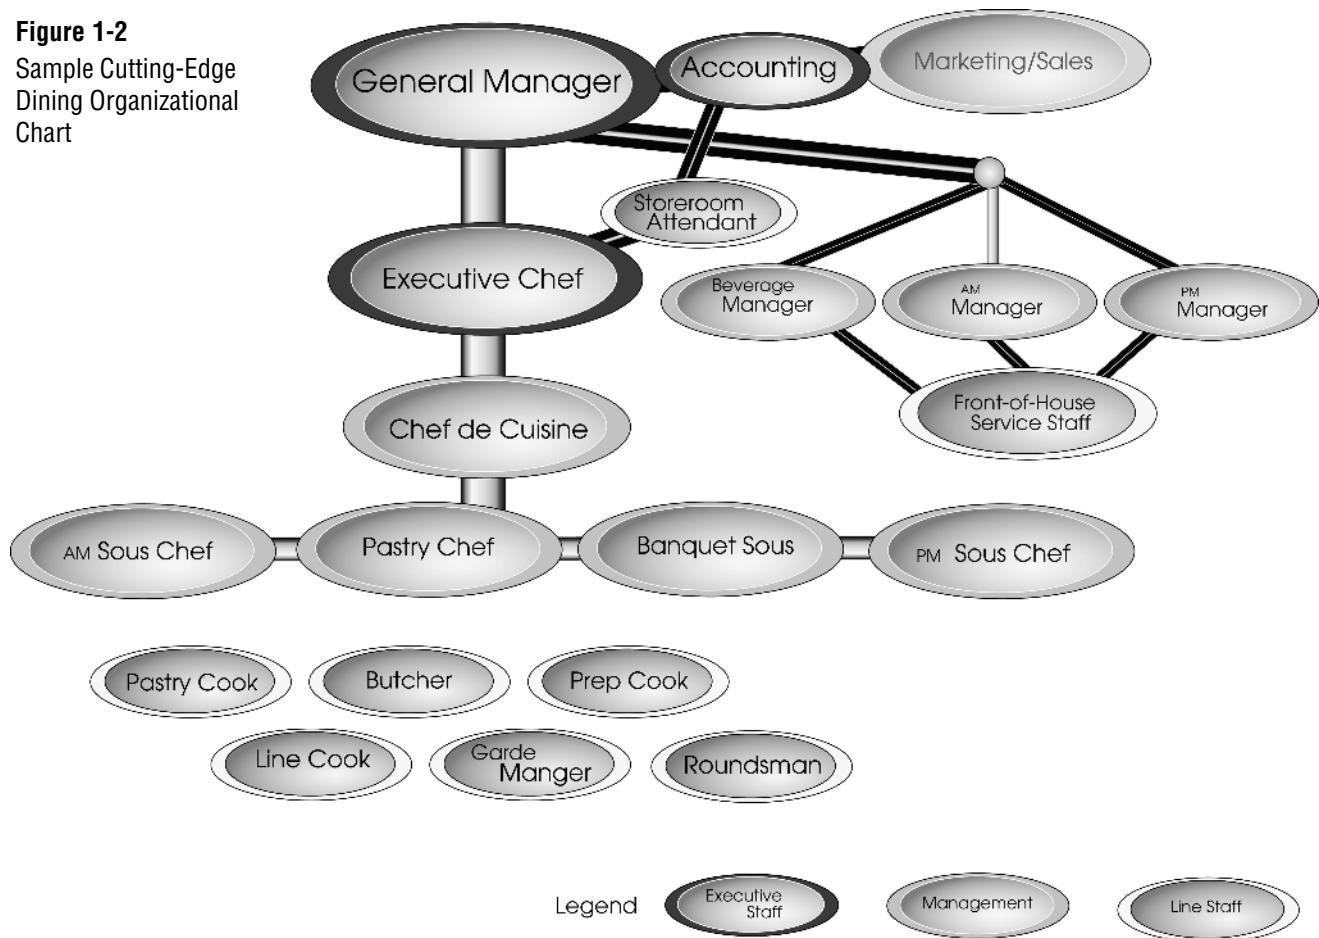 Figure 1-2
Sample Cutting-Edge
Dining Organizational
Chart
General Manager
Accounting
Marketing/Sales
Storeroom
Attendant
Executive Chef
Beverage
Manager
AM
Manager
PM
Manager
Chef de Cuisine
Front-of-House
Service Staff
AM Sous Chef
Pastry Chef
Banquet Sous
PM Sous Chef
Pastry Cook
Butcher
Prep Cook
Line Cook
Garde
Manger
Roundsman
Legend
Executive
Staff
Management
Line Staff